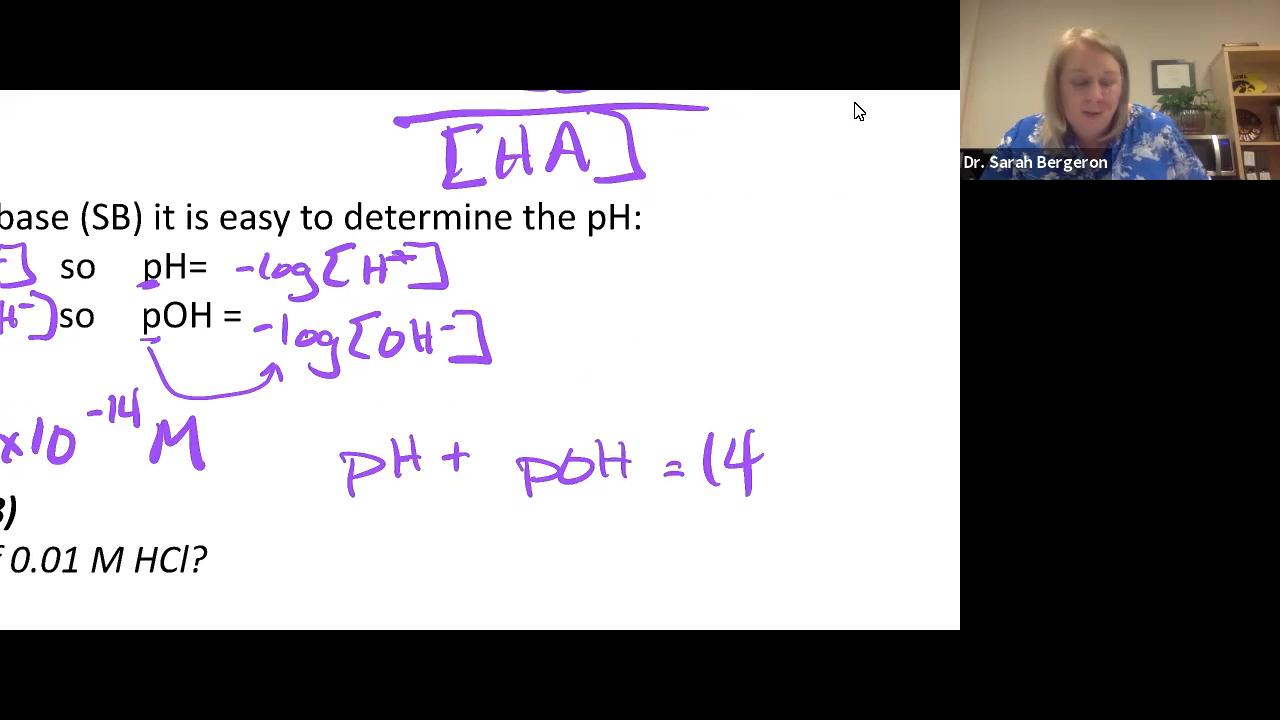 [HA]
base (SB) it is easy to determine the pH:
] so pH= -log[H+]
H-] so pOH = -log[OH-]
x10-14 M
pH + pOH = 14
)
0.01 M HCl?
Dr. Sarah Bergeron